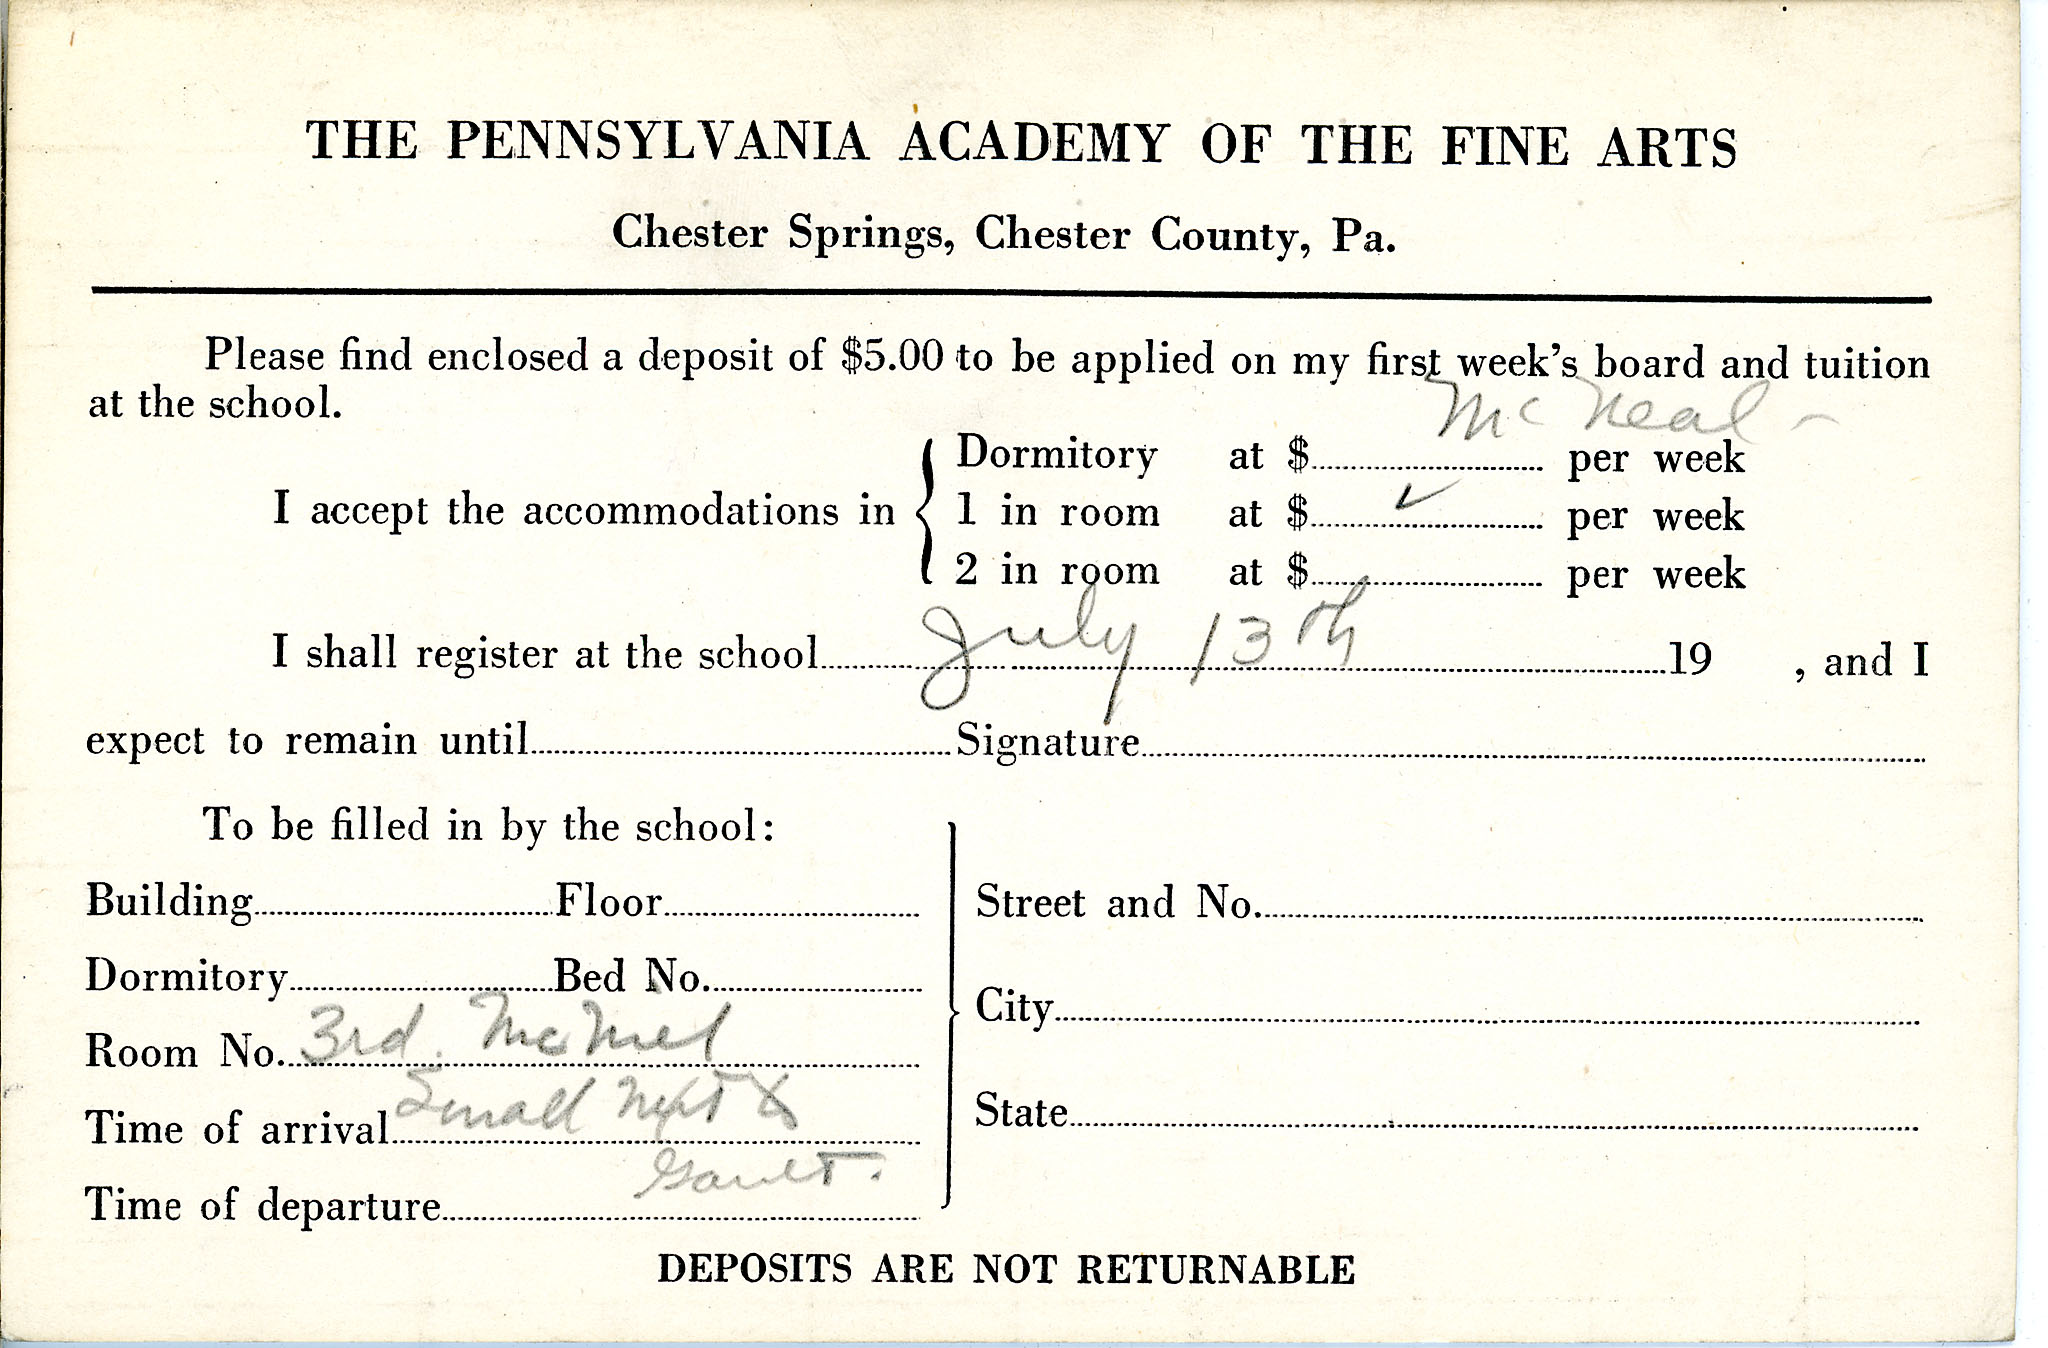 THE PENNSYLVANIA ACADEMY OF THE FINE ARTS
Chester Springs, Chester County, Pa.
Please find enclosed a deposit of $5.00 to be applied on my first week's board and tuition
at the school.
McNeal -
Dormitory at $ per week
I accept the accommodations in 1 in room at $ ✓ per week
2 in room at $ per week
I shall register at the school July 13th 19 , and I
expect to remain until Signature
To be filled in by the school:
Building Floor
Dormitory Bed No.
Room No. 3rd. McNiel
Time of arrival Small next
Gault.
Time of departure
Street and No.
City
State
DEPOSITS ARE NOT RETURNABLE